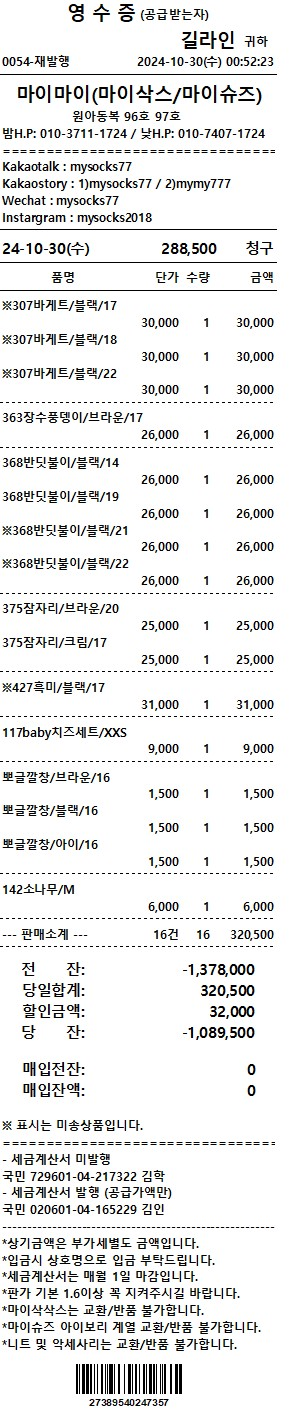 영 수 증 (공급받는자)
길라인 귀하
0054-재발행 2024-10-30(수) 00:52:23
마이마이(마이삭스/마이슈즈)
원아동복 96호 97호
밤H.P: 010-3711-1724 / 낮H.P: 010-7407-1724
Kakaotalk : mysocks77
Kakaostory : 1)mysocks77 / 2)mymy777
Wechat : mysocks77
Instargram : mysocks2018
24-10-30(수) 288,500 청구
품명 단가 수량 금액
※307바게트/블랙/17
30,000 1 30,000
※307바게트/블랙/18
30,000 1 30,000
※307바게트/블랙/22
30,000 1 30,000
363장수풍뎅이/브라운/17
26,000 1 26,000
368반딧불이/블랙/14
26,000 1 26,000
368반딧불이/블랙/19
26,000 1 26,000
※368반딧불이/블랙/21
26,000 1 26,000
※368반딧불이/블랙/22
26,000 1 26,000
375잠자리/브라운/20
25,000 1 25,000
375잠자리/크림/17
25,000 1 25,000
※427흑미/블랙/17
31,000 1 31,000
117baby치즈세트/XXS
9,000 1 9,000
뽀글깔창/브라운/16
1,500 1 1,500
뽀글깔창/블랙/16
1,500 1 1,500
뽀글깔창/아이/16
1,500 1 1,500
142소나무/M
6,000 1 6,000
--- 판매소계 --- 16건 16 320,500
전 잔: -1,378,000
당일합계: 320,500
할인금액: 32,000
당 잔: -1,089,500
매입전잔: 0
매입잔액: 0
※ 표시는 미송상품입니다.
- 세금계산서 미발행
국민 729601-04-217322 김학
- 세금계산서 발행 (공급가액만)
국민 020601-04-165229 김인
*상기금액은 부가세별도 금액입니다.
*입금시 상호명으로 입금 부탁드립니다.
*세금계산서는 매월 1일 마감입니다.
*판가 기본 1.6이상 꼭 지켜주시길 바랍니다.
*마이삭삭스는 교환/반품 불가합니다.
*마이슈즈 아이보리 계열 교환/반품 불가합니다.
*니트 및 악세사리는 교환/반품 불가합니다.
27389540247357